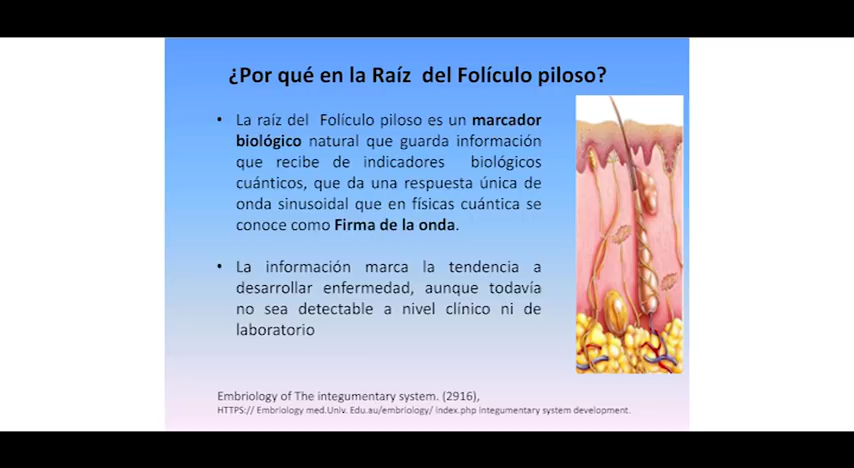 ¿Por qué en la Raíz del Folículo piloso?
• La raíz del Folículo piloso es un marcador
biológico natural que guarda información
que recibe de indicadores biológicos
cuánticos, que da una respuesta única de
onda sinusoidal que en físicas cuántica se
conoce como Firma de la onda.
• La información marca la tendencia a
desarrollar enfermedad, aunque todavía
no sea detectable a nivel clínico ni de
laboratorio
Embriology of The integumentary system. (2916),
HTTPS:// Embriology med.Univ. Edu.au/embriology/ index.php integumentary system development.